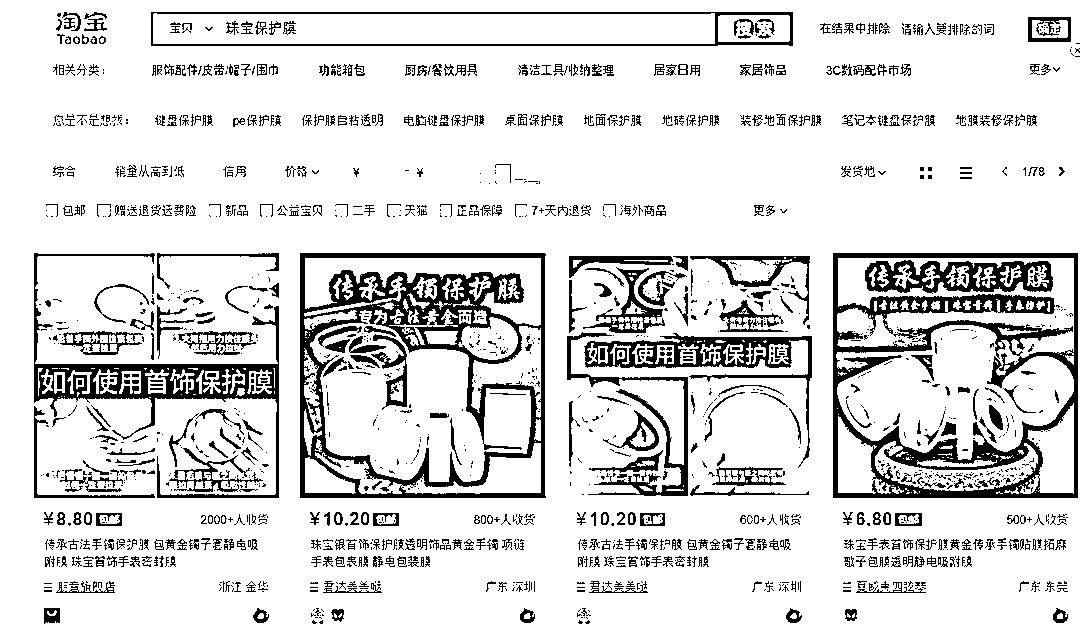 淘宝
Taobao
宝贝 珠宝保护膜 搜索 在结果中排除 请输入要排除的词 确定
相关分类： 服饰配件/皮带/帽子/围巾 功能箱包 厨房/餐饮用具 清洁工具/收纳整理 居家日用 家居饰品 3C数码配件市场 更多
您是不是想找： 键盘保护膜 pe保护膜 保护膜自粘透明 电脑键盘保护膜 桌面保护膜 地面保护膜 地砖保护膜 装修地面保护膜 笔记本键盘保护膜 地膜装修保护膜
综合 销量从高到低 信用 价格 ¥ - ¥ 发货地 1/78
包邮 赠送退货运费险 新品 公益宝贝 二手 天猫 正品保障 7+天内退货 海外商品 更多
如何使用首饰保护膜
传承手镯保护膜
专为古法黄金而造
如何使用首饰保护膜
传承手镯保护膜
¥8.80 包邮 2000+人收货
传承古法手镯保护膜 包黄金镯子套静电吸
附膜 珠宝首饰手表密封膜
旗舰店
浙江 金华
¥10.20 包邮 800+人收货
珠宝银首饰保护膜透明饰品黄金手镯 项链
手表包表膜 静电包装膜
君达美美哒 广东 深圳
¥10.20 包邮 600+人收货
传承古法手镯保护膜 包黄金镯子套静电吸
附膜 珠宝首饰手表密封膜
君达美美哒 广东 深圳
¥6.80 包邮 500+人收货
珠宝手表首饰保护膜黄金传承手镯贴膜拓麻
歌子包膜透明静电吸附膜
夏威夷四弦琴 广东 东莞